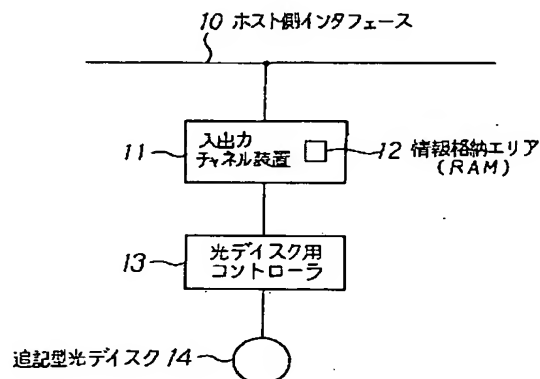 10 ホスト側インタフェース
11
入出力
チャネル装置
12 情報格納エリア
(RAM)
13
光ディスク用
コントローラ
追記型光ディスク 14